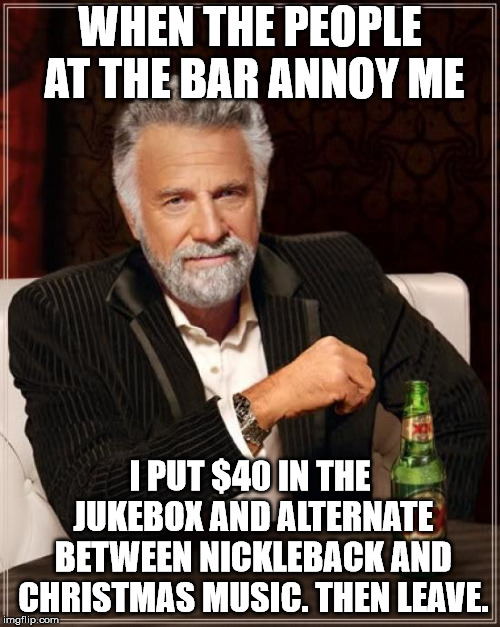 WHEN THE PEOPLE
AT THE BAR ANNOY ME
XX
I PUT $40 IN THE
JUKEBOX AND ALTERNATE
BETWEEN NICKLEBACK AND
CHRISTMAS MUSIC. THEN LEAVE.
imgflip.com